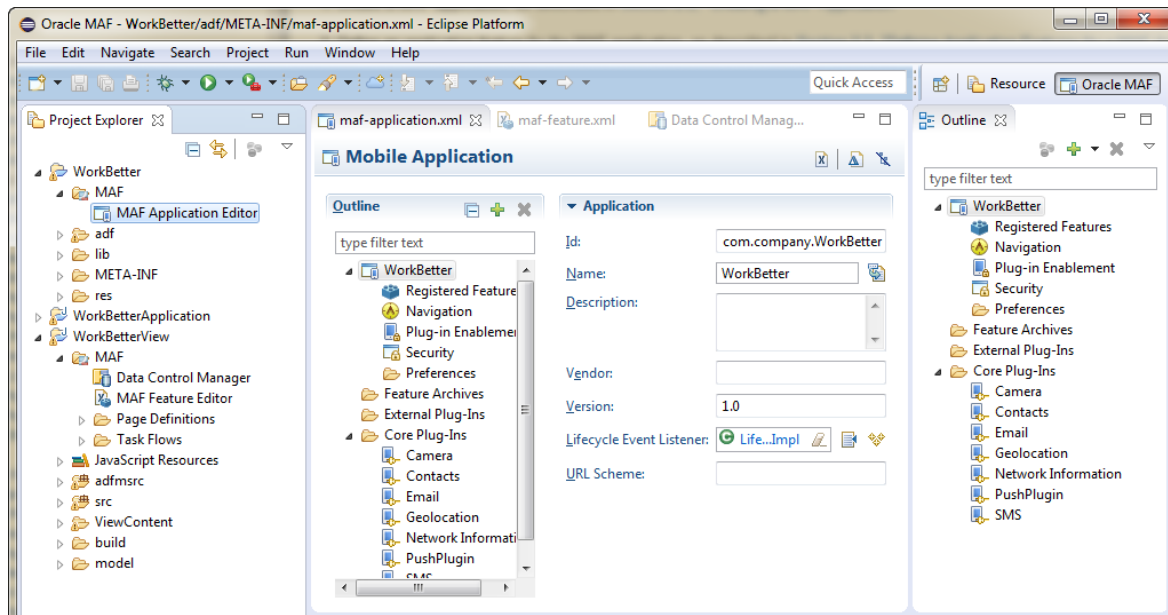 Oracle MAF - WorkBetter/adf/META-INF/maf-application.xml - Eclipse Platform
File Edit Navigate Search Project Run Window Help
Quick Access
Resource
Oracle MAF
Project Explorer
WorkBetter
MAF
MAF Application Editor
adf
lib
META-INF
res
WorkBetterApplication
WorkBetterView
MAF
Data Control Manager
MAF Feature Editor
Page Definitions
Task Flows
JavaScript Resources
adfmsrc
src
ViewContent
build
model
maf-application.xml
maf-feature.xml
Data Control Manag...
Mobile Application
Outline
type filter text
WorkBetter
Registered Feature
Navigation
Plug-in Enablemen
Security
Preferences
Feature Archives
External Plug-Ins
Core Plug-Ins
Camera
Contacts
Email
Geolocation
Network Informati
PushPlugin
SMS
Application
Id: com.company.WorkBetter
Name: WorkBetter
Description:
Vendor:
Version: 1.0
Lifecycle Event Listener: Life...Impl
URL Scheme:
Outline
type filter text
WorkBetter
Registered Features
Navigation
Plug-in Enablement
Security
Preferences
Feature Archives
External Plug-Ins
Core Plug-Ins
Camera
Contacts
Email
Geolocation
Network Information
PushPlugin
SMS